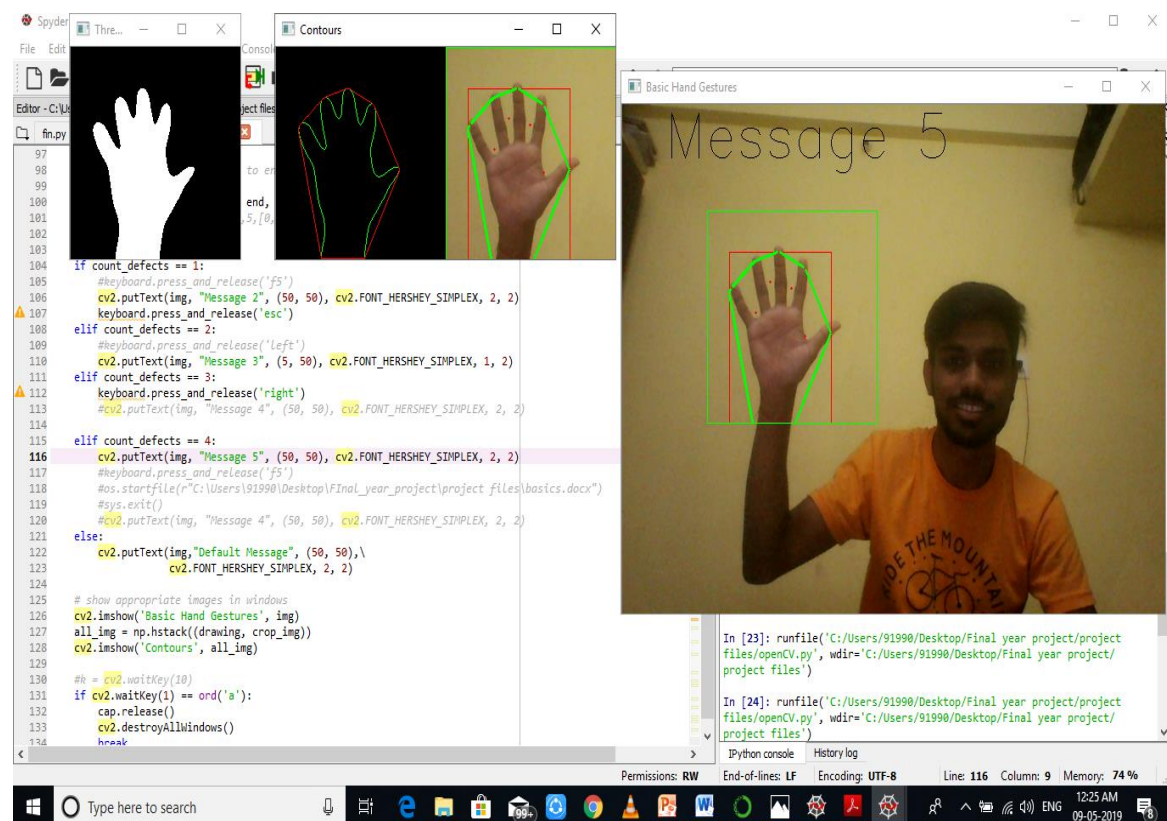 Spyder
Thre...
Contours
File Edit
Consol
Editor - C:\Us
ject files
Basic Hand Gestures
fin.py
Message 5
97
98 to en
99
100 end,
101 ,5,[0,
102
103
104 if count_defects == 1:
105 #keyboard.press_and_release('f5')
106 cv2.putText(img, "Message 2", (50, 50), cv2.FONT_HERSHEY_SIMPLEX, 2, 2)
107 keyboard.press_and_release('esc')
108 elif count_defects == 2:
109 #keyboard.press_and_release('left')
110 cv2.putText(img, "Message 3", (5, 50), cv2.FONT_HERSHEY_SIMPLEX, 1, 2)
111 elif count_defects == 3:
112 keyboard.press_and_release('right')
113 #cv2.putText(img, "Message 4", (50, 50), cv2.FONT_HERSHEY_SIMPLEX, 2, 2)
114
115 elif count_defects == 4:
116 cv2.putText(img, "Message 5", (50, 50), cv2.FONT_HERSHEY_SIMPLEX, 2, 2)
117 #keyboard.press_and_release('f5')
118 #os.startfile(r"C:\Users\91990\Desktop\FInal_year_project\project files\basics.docx")
119 #sys.exit()
120 #cv2.putText(img, "Message 4", (50, 50), cv2.FONT_HERSHEY_SIMPLEX, 2, 2)
121 else:
122 cv2.putText(img,"Default Message", (50, 50),\
123 cv2.FONT_HERSHEY_SIMPLEX, 2, 2)
124
125 # show appropriate images in windows
126 cv2.imshow('Basic Hand Gestures', img)
127 all_img = np.hstack((drawing, crop_img))
128 cv2.imshow('Contours', all_img)
129
130 #k = cv2.waitKey(10)
131 if cv2.waitKey(1) == ord('a'):
132 cap.release()
133 cv2.destroyAllWindows()
134 break
THE MOUNTAI
In [23]: runfile('C:/Users/91990/Desktop/Final year project/project
files/openCV.py', wdir='C:/Users/91990/Desktop/Final year project/
project files')
In [24]: runfile('C:/Users/91990/Desktop/Final year project/project
files/openCV.py', wdir='C:/Users/91990/Desktop/Final year project/
project files')
IPython console History log
Permissions: RW End-of-lines: LF Encoding: UTF-8 Line: 116 Column: 9 Memory: 74 %
Type here to search
99+
ENG
12:25 AM
09-05-2019
8